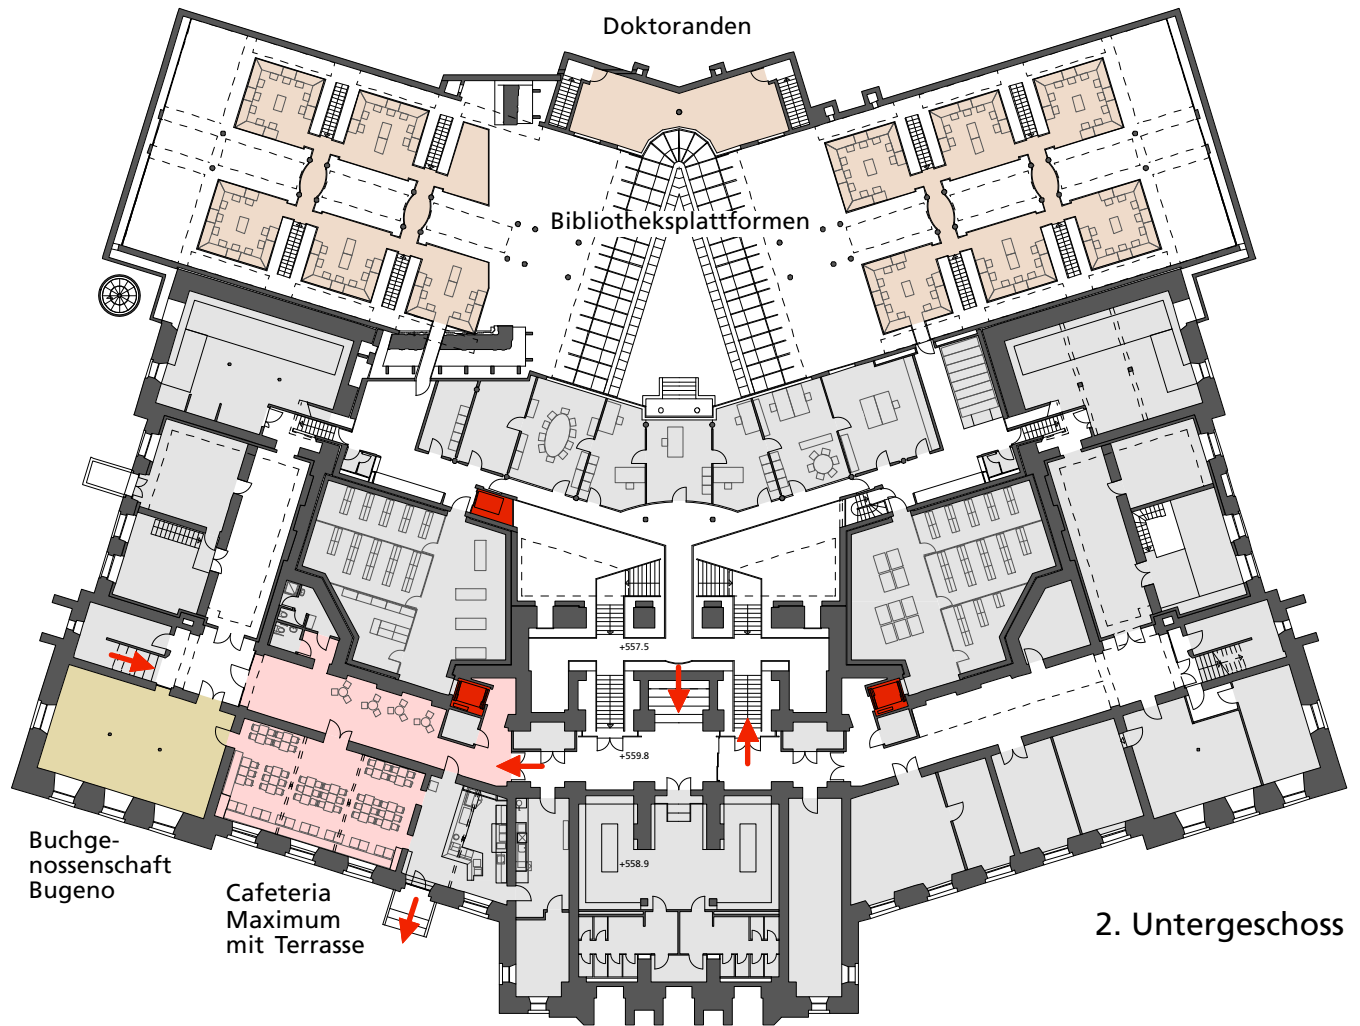 Doktoranden
Bibliotheksplattformen
+557.5
+559.8
+558.9
Buchge-
nossenschaft
Bugeno
Cafeteria
Maximum
mit Terrasse
2. Untergeschoss